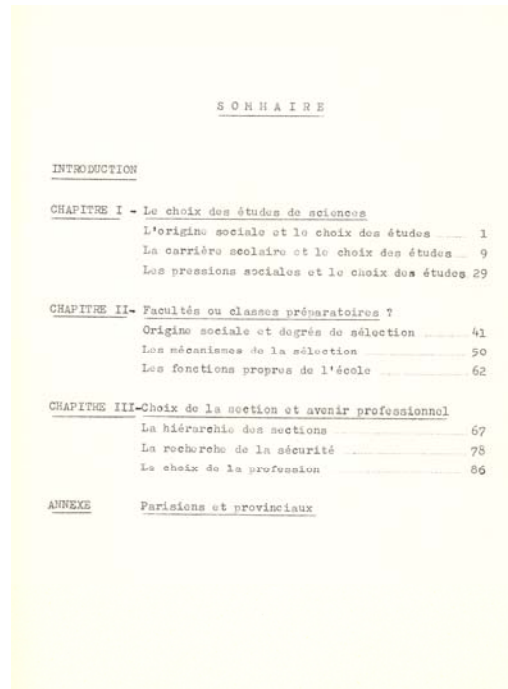 SOMMAIRE
INTRODUCTION
CHAPITRE I - Le choix des études de sciences
L'origine sociale et le choix des études 1
La carrière scolaire et le choix des études 9
Les pressions sociales et le choix des études 29
CHAPITRE II- Facultés ou classes préparatoires ?
Origine sociale et degrés de sélection 41
Les mécanismes de la sélection 50
Les fonctions propres de l'école 62
CHAPITRE III-Choix de la section et avenir professionnel
La hiérarchie des sections 67
La recherche de la sécurité 78
Le choix de la profession 86
ANNEXE Parisiens et provinciaux